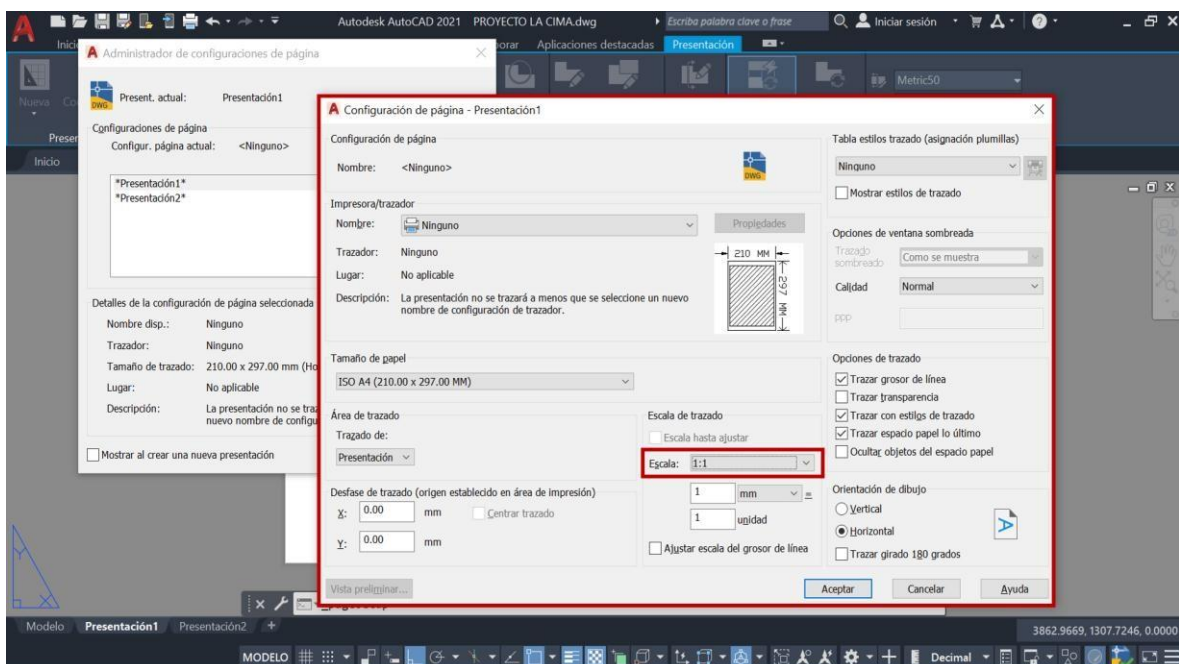 Autodesk AutoCAD 2021 PROYECTO LA CIMA.dwg
Escriba palabra clave o frase
Iniciar sesión
Aplicaciones destacadas
Presentación
Metric50
Nueva
Inicio
Administrador de configuraciones de página
Present. actual: Presentación1
Configuraciones de página
Configur. página actual: <Ninguno>
*Presentación1*
*Presentación2*
Detalles de la configuración de página seleccionada
Nombre disp.: Ninguno
Trazador: Ninguno
Tamaño de trazado: 210.00 x 297.00 mm (Ho
Lugar: No aplicable
Descripción: La presentación no se traz
nuevo nombre de configu
Mostrar al crear una nueva presentación
Configuración de página - Presentación1
Configuración de página
Nombre: <Ninguno>
DWG
Impresora/trazador
Nombre: Ninguno
Propiedades
Trazador: Ninguno
Lugar: No aplicable
Descripción: La presentación no se trazará a menos que se seleccione un nuevo
nombre de configuración de trazador.
210 MM
297 MM
Tamaño de papel
ISO A4 (210.00 x 297.00 MM)
Área de trazado
Trazado de:
Presentación
Desfase de trazado (origen establecido en área de impresión)
X: 0.00 mm
Centrar trazado
Y: 0.00 mm
Escala de trazado
Escala hasta ajustar
Escala: 1:1
1 mm =
1 unidad
Ajustar escala del grosor de línea
Tabla estilos trazado (asignación plumillas)
Ninguno
Mostrar estilos de trazado
Opciones de ventana sombreada
Trazado
sombreado
Como se muestra
Calidad Normal
ppp
Opciones de trazado
Trazar grosor de línea
Trazar transparencia
Trazar con estilos de trazado
Trazar espacio papel lo último
Ocultar objetos del espacio papel
Orientación de dibujo
Vertical
Horizontal
Trazar girado 180 grados
Vista preliminar...
Aceptar
Cancelar
Ayuda
Modelo Presentación1 Presentación2 +
3862.9669, 1307.7246, 0.0000
MODELO
Decimal